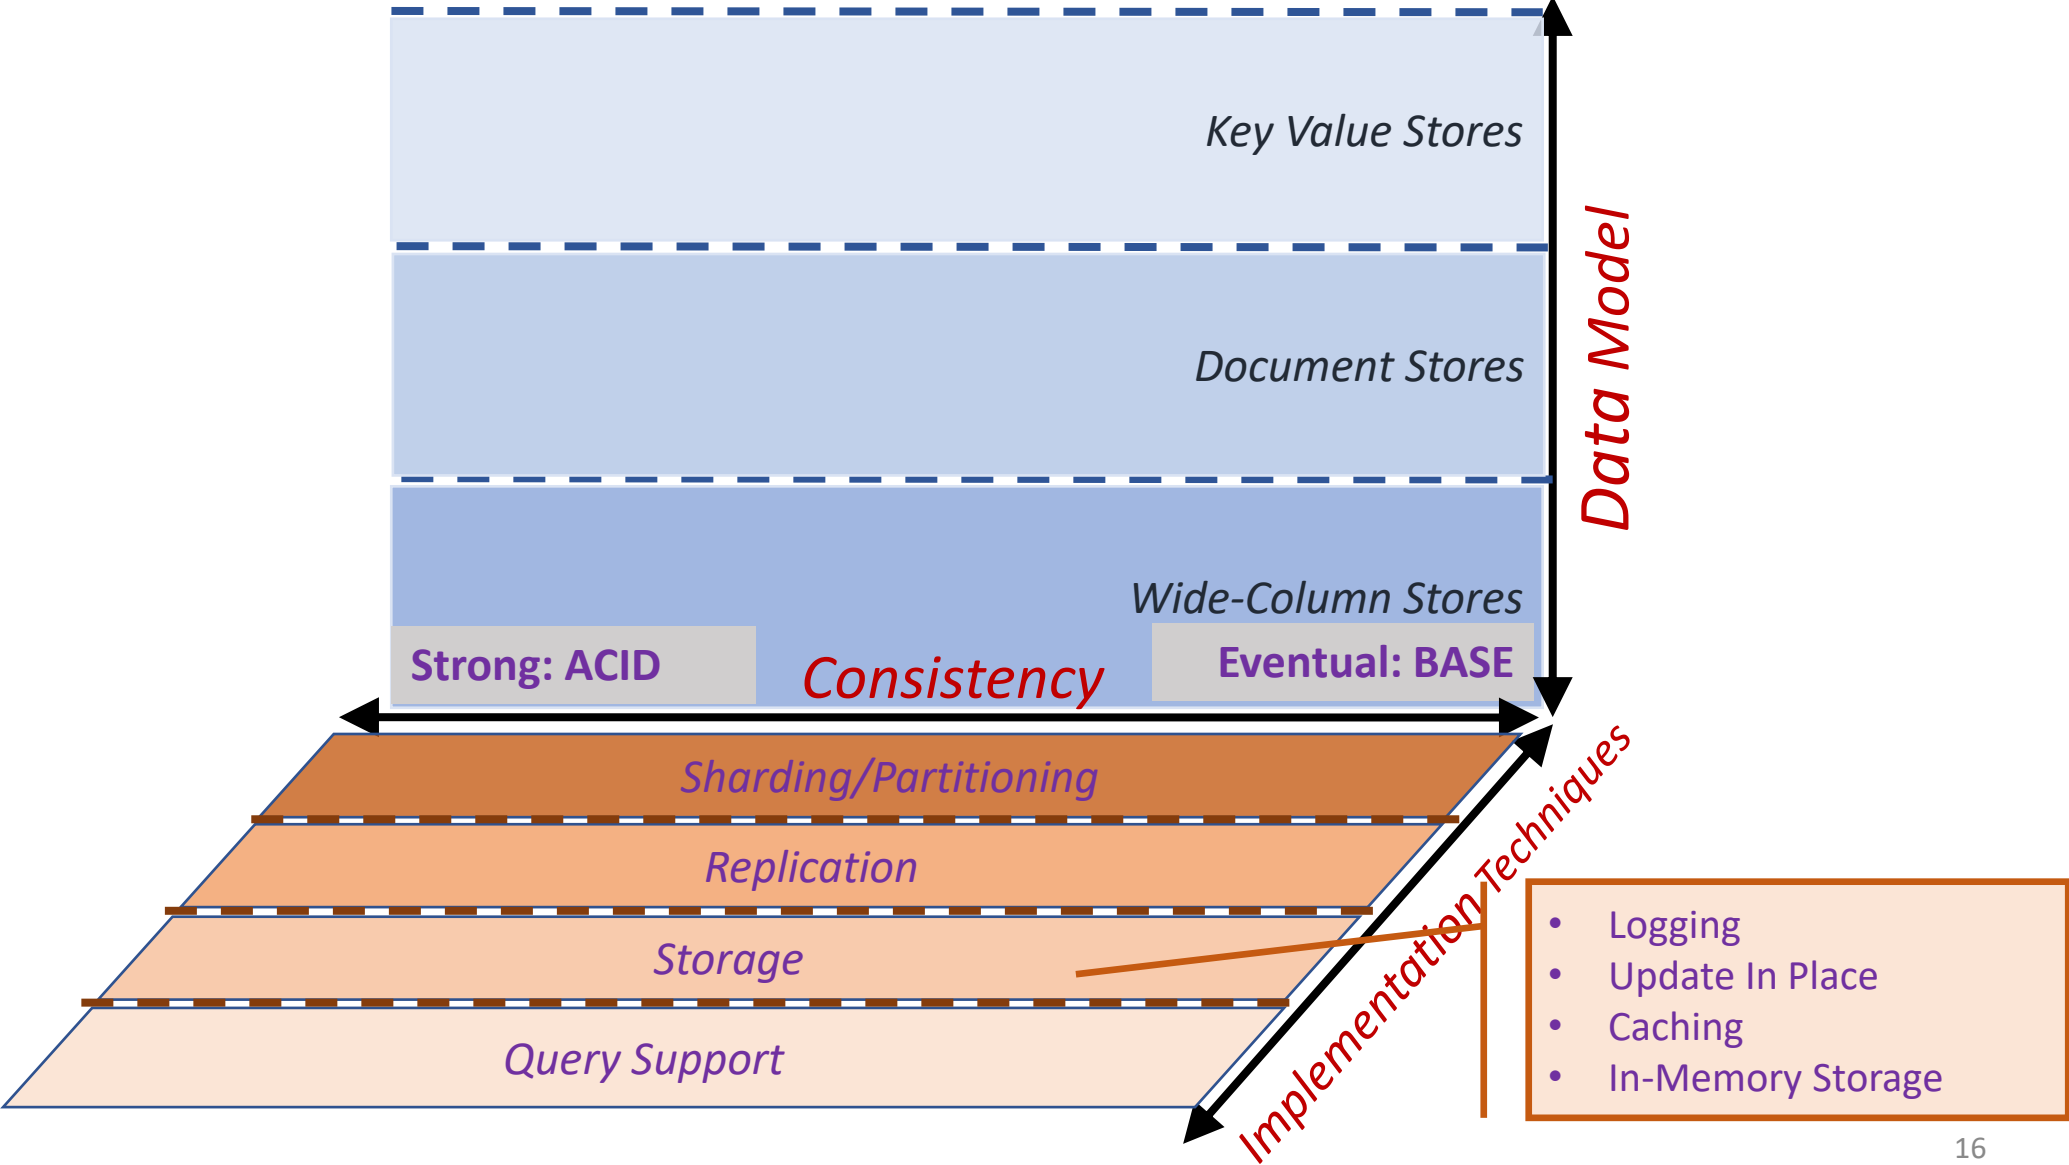 Key Value Stores
Data Model
Document Stores
Wide-Column Stores
Strong: ACID
Consistency
Eventual: BASE
Sharding/Partitioning
Replication
Storage
Query Support
Implementation Techniques
• Logging
• Update In Place
• Caching
• In-Memory Storage
16